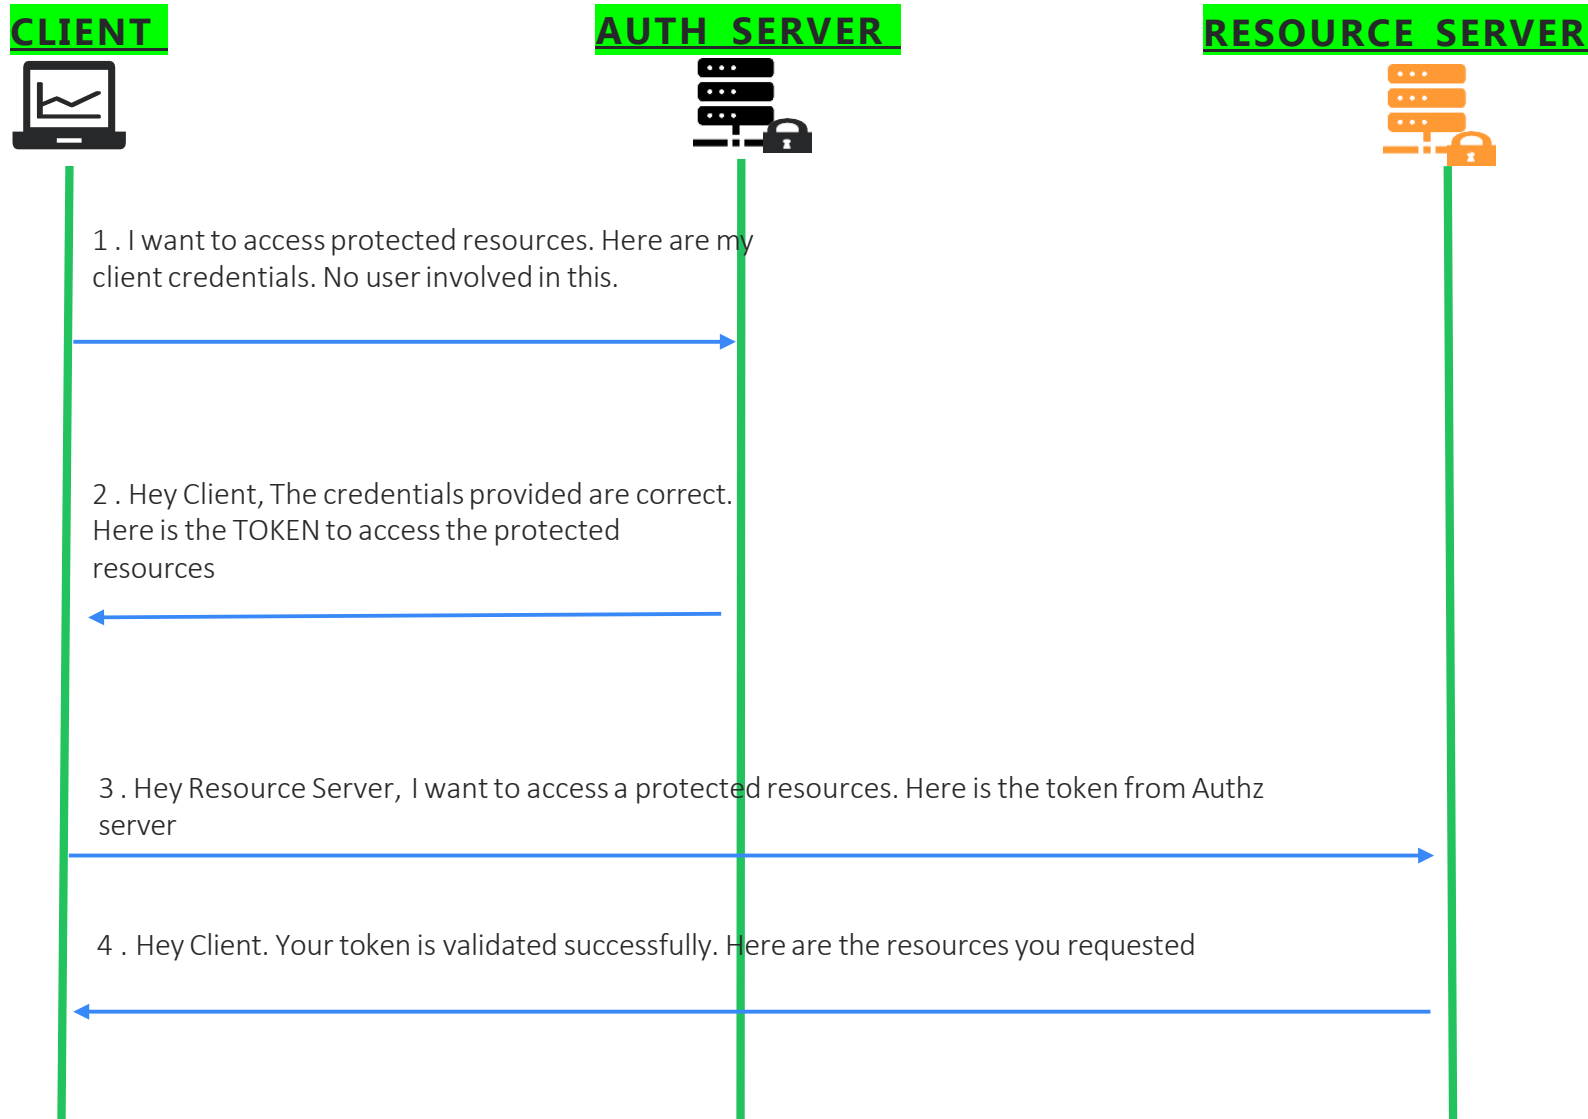 CLIENT
AUTH SERVER
RESOURCE SERVER
1 . I want to access protected resources. Here are my
client credentials. No user involved in this.
2 . Hey Client, The credentials provided are correct.
Here is the TOKEN to access the protected
resources
3 . Hey Resource Server, I want to access a protected resources. Here is the token from Authz
server
4 . Hey Client. Your token is validated successfully. Here are the resources you requested